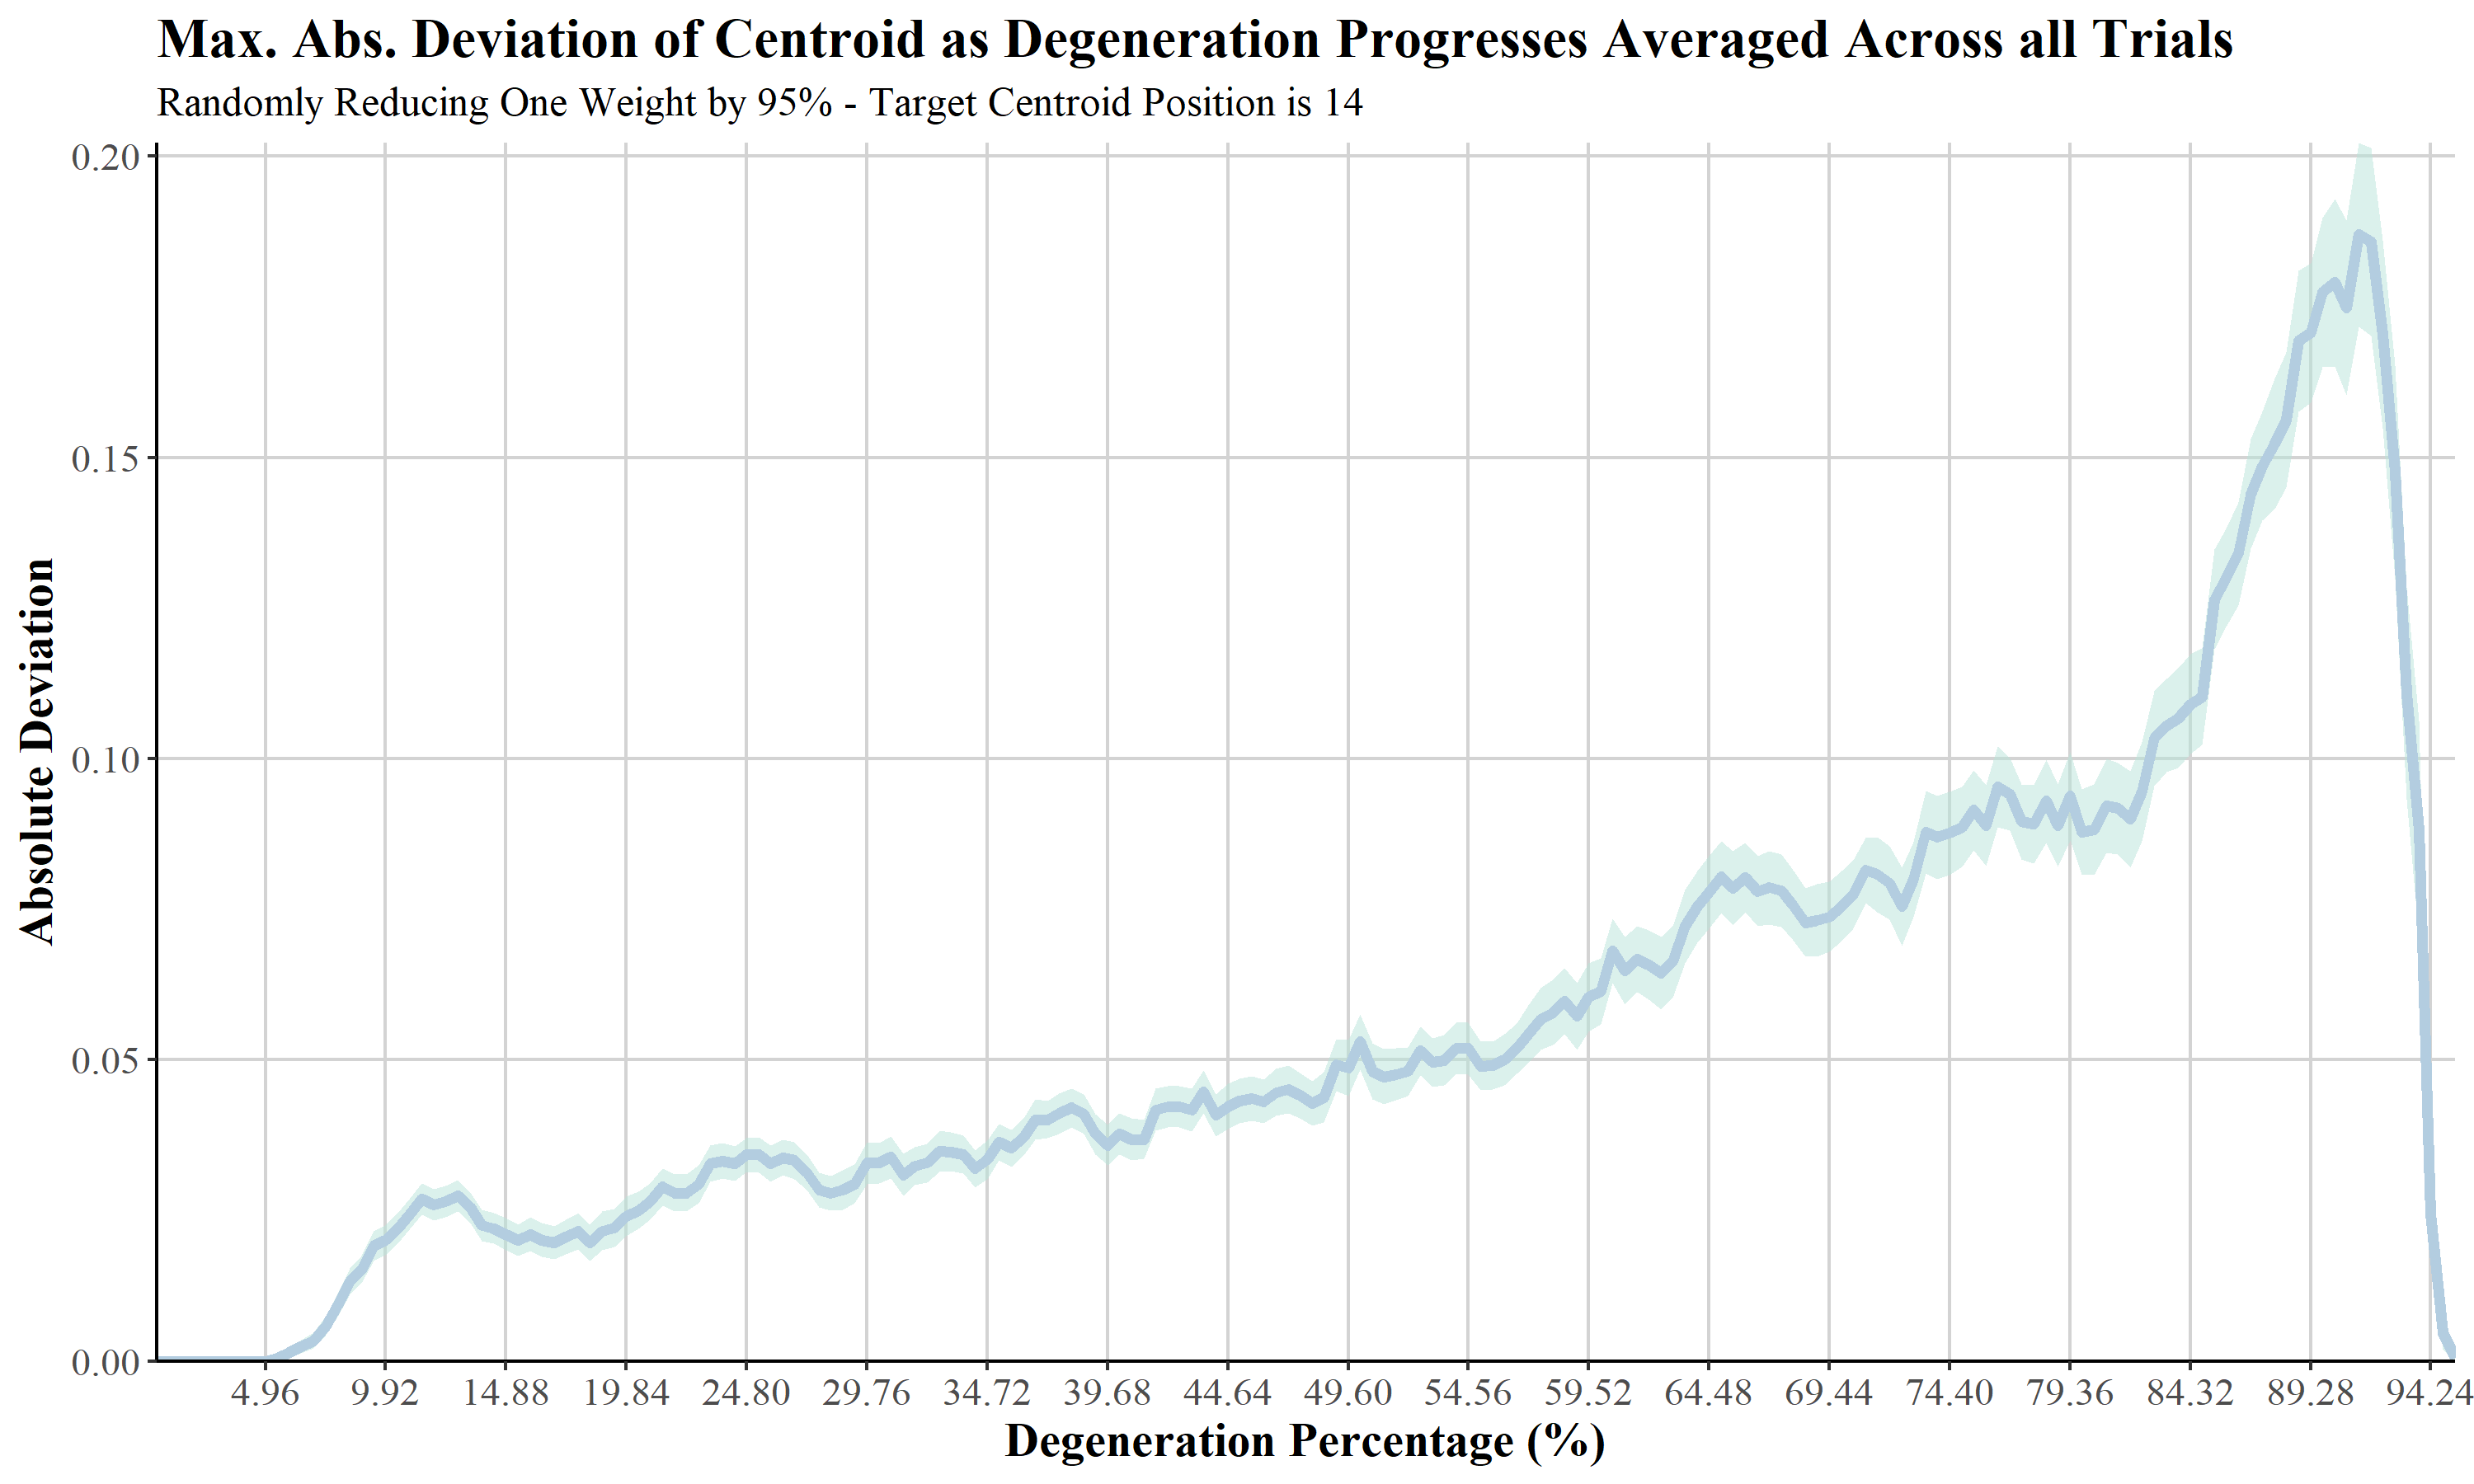 Max. Abs. Deviation of Centroid as Degeneration Progresses Averaged Across all Trials
Randomly Reducing One Weight by 95% - Target Centroid Position is 14
Absolute Deviation
0.20
0.15
0.10
0.05
0.00
4.96 9.92 14.88 19.84 24.80 29.76 34.72 39.68 44.64 49.60 54.56 59.52 64.48 69.44 74.40 79.36 84.32 89.28 94.24
Degeneration Percentage (%)